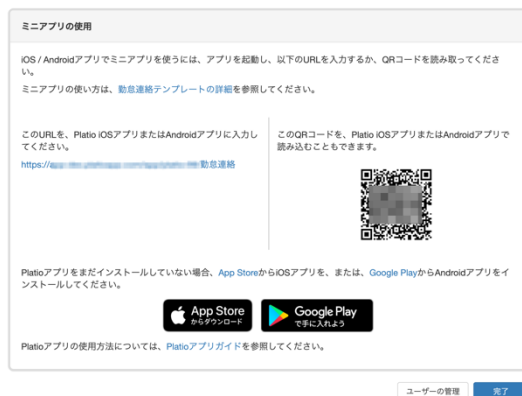 ミニアプリの使用
iOS / Androidアプリでミニアプリを使うには、アプリを起動し、以下のURLを入力するか、QRコードを読み取ってくださ
い。
ミニアプリの使い方は、勤怠連絡テンプレートの詳細を参照してください。
このURLを、Platio iOSアプリまたはAndroidアプリに入力し
てください。
https://
勤怠連絡
このQRコードを、Platio iOSアプリまたはAndroidアプリで
読み込むこともできます。
Platioアプリをまだインストールしていない場合、App StoreからiOSアプリを、または、Google PlayからAndroidアプリをイ
ンストールしてください。
App Store
からダウンロード
Google Play
で手に入れよう
Platioアプリの使用方法については、Platioアプリガイドを参照してください。
ユーザーの管理
完了